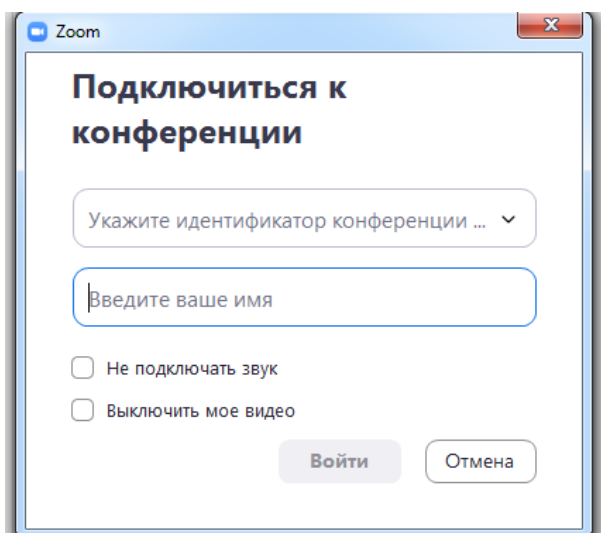 Zoom
Подключиться к
конференции
Укажите идентификатор конференции ...
Введите ваше имя
Не подключать звук
Выключить мое видео
Войти Отмена